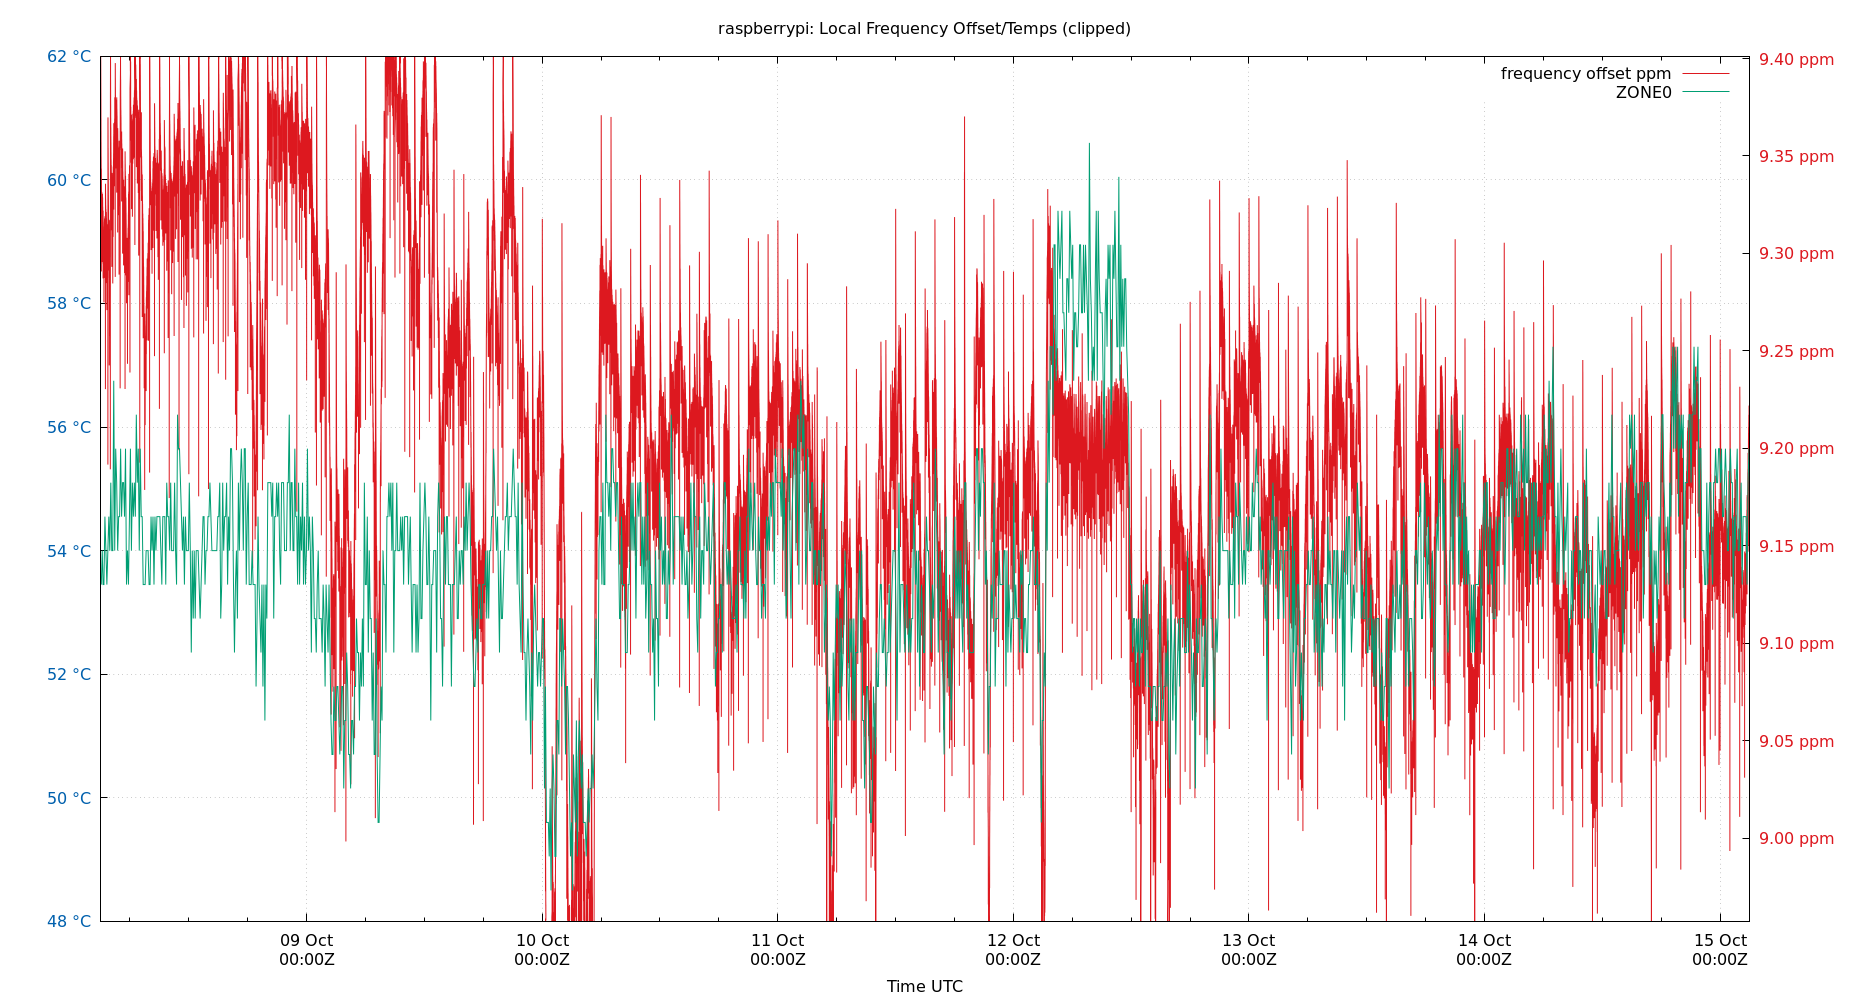 raspberrypi: Local Frequency Offset/Temps (clipped)
62 °C
60 °C
58 °C
56 °C
54 °C
52 °C
50 °C
48 °C
9.40 ppm
9.35 ppm
9.30 ppm
9.25 ppm
9.20 ppm
9.15 ppm
9.10 ppm
9.05 ppm
9.00 ppm
frequency offset ppm
ZONE0
09 Oct
00:00Z
10 Oct
00:00Z
11 Oct
00:00Z
12 Oct
00:00Z
13 Oct
00:00Z
14 Oct
00:00Z
15 Oct
00:00Z
Time UTC